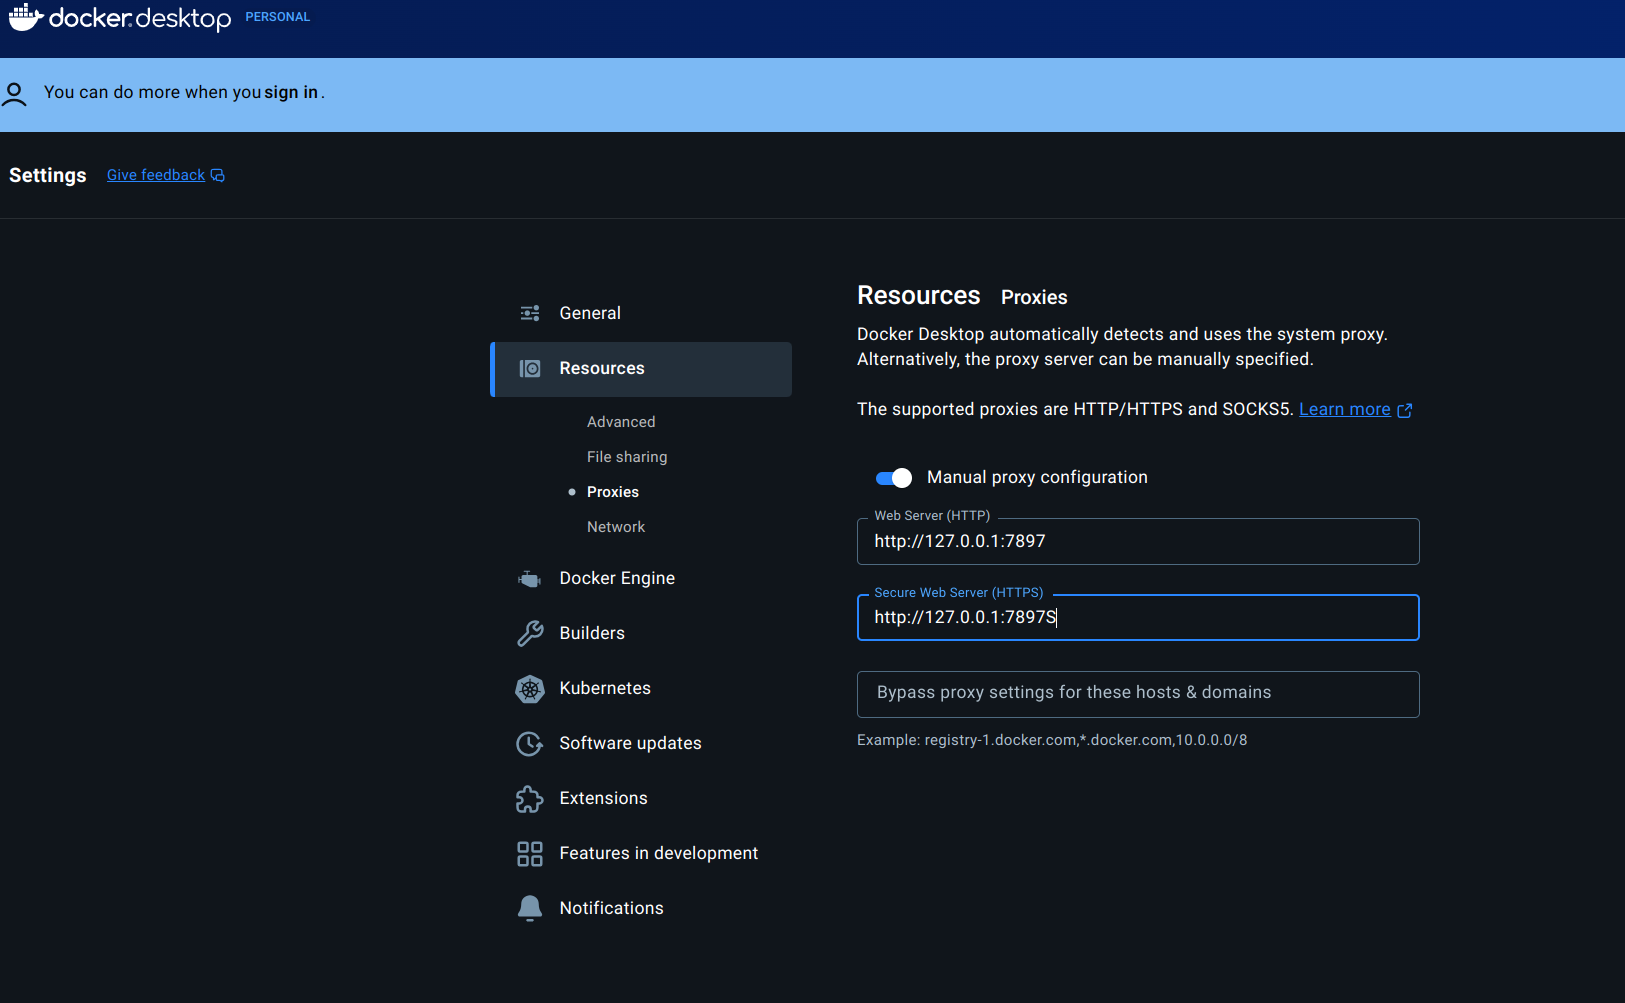 docker.desktop PERSONAL
You can do more when you sign in.
Settings Give feedback
General
Resources
Advanced
File sharing
Proxies
Network
Docker Engine
Builders
Kubernetes
Software updates
Extensions
Features in development
Notifications
Resources Proxies
Docker Desktop automatically detects and uses the system proxy.
Alternatively, the proxy server can be manually specified.
The supported proxies are HTTP/HTTPS and SOCKS5. Learn more
Manual proxy configuration
Web Server (HTTP)
http://127.0.0.1:7897
Secure Web Server (HTTPS)
http://127.0.0.1:7897S
Bypass proxy settings for these hosts & domains
Example: registry-1.docker.com,*.docker.com,10.0.0.0/8